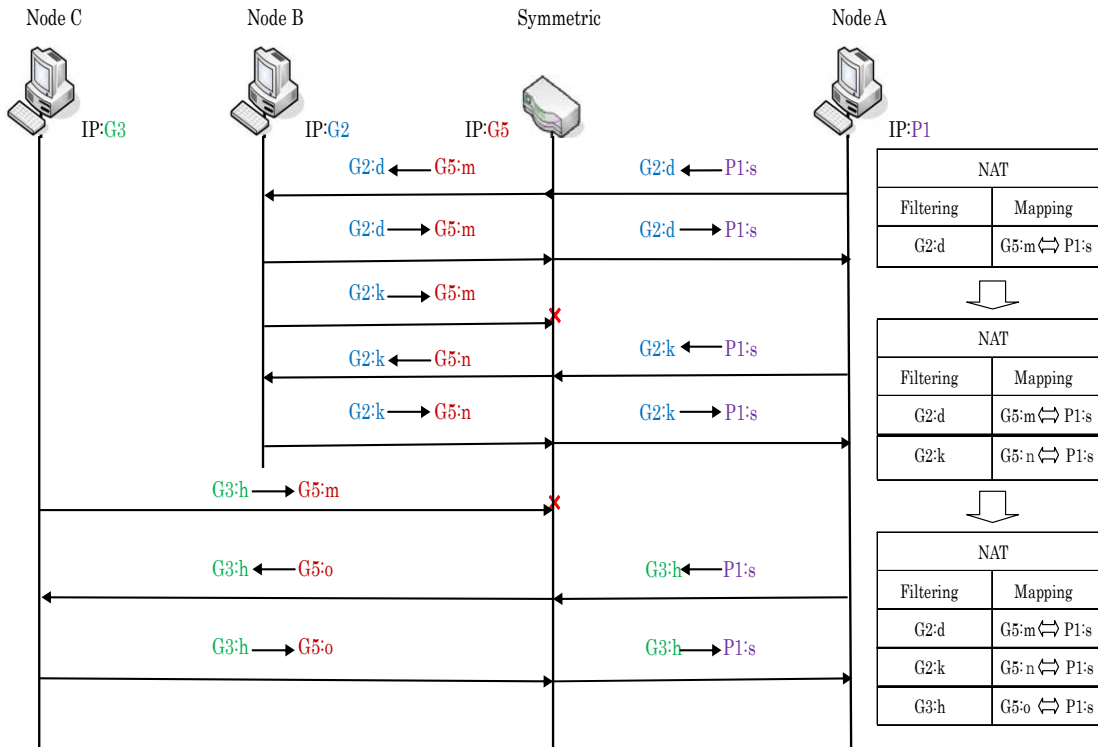 Node C
Node B
Symmetric
Node A
IP:G3
IP:G2
IP:G5
IP:P1
G2:d G5:m
G2:d P1:s
G2:d G5:m
G2:d P1:s
G2:k G5:m
G2:k G5:n
G2:k P1:s
G2:k G5:n
G2:k P1:s
G3:h G5:m
G3:h G5:o
G3:h P1:s
G3:h G5:o
G3:h P1:s
NAT
Filtering Mapping
G2:d G5:m P1:s
NAT
Filtering Mapping
G2:d G5:m P1:s
G2:k G5: n P1:s
NAT
Filtering Mapping
G2:d G5:m P1:s
G2:k G5: n P1:s
G3:h G5:o P1:s